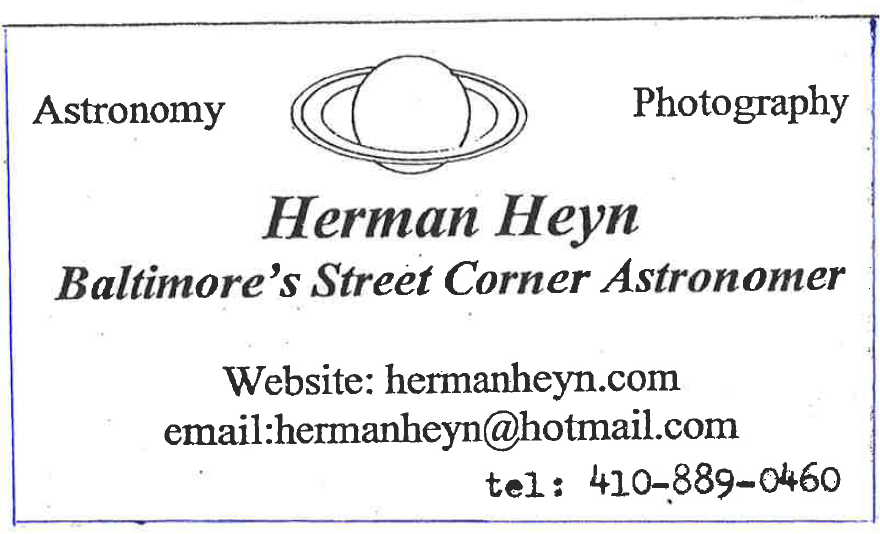 Astronomy Photography
Herman Heyn
Baltimore's Street Corner Astronomer
Website: hermanheyn.com
email:hermanheyn@hotmail.com
tel: 410-889-0460